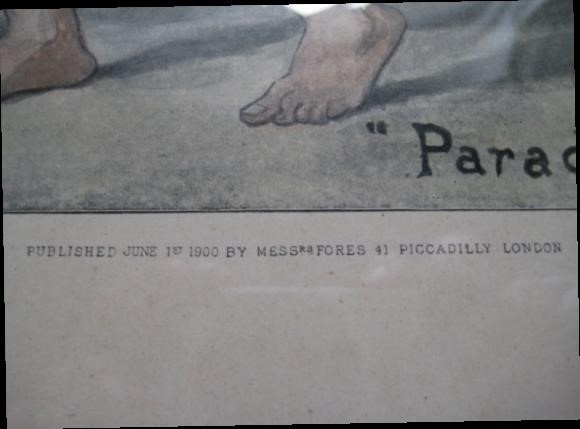 "Parad
PUBLISHED JUNE 1ST 1900 BY MESSRS FORES 41 PICCADILLY LONDON